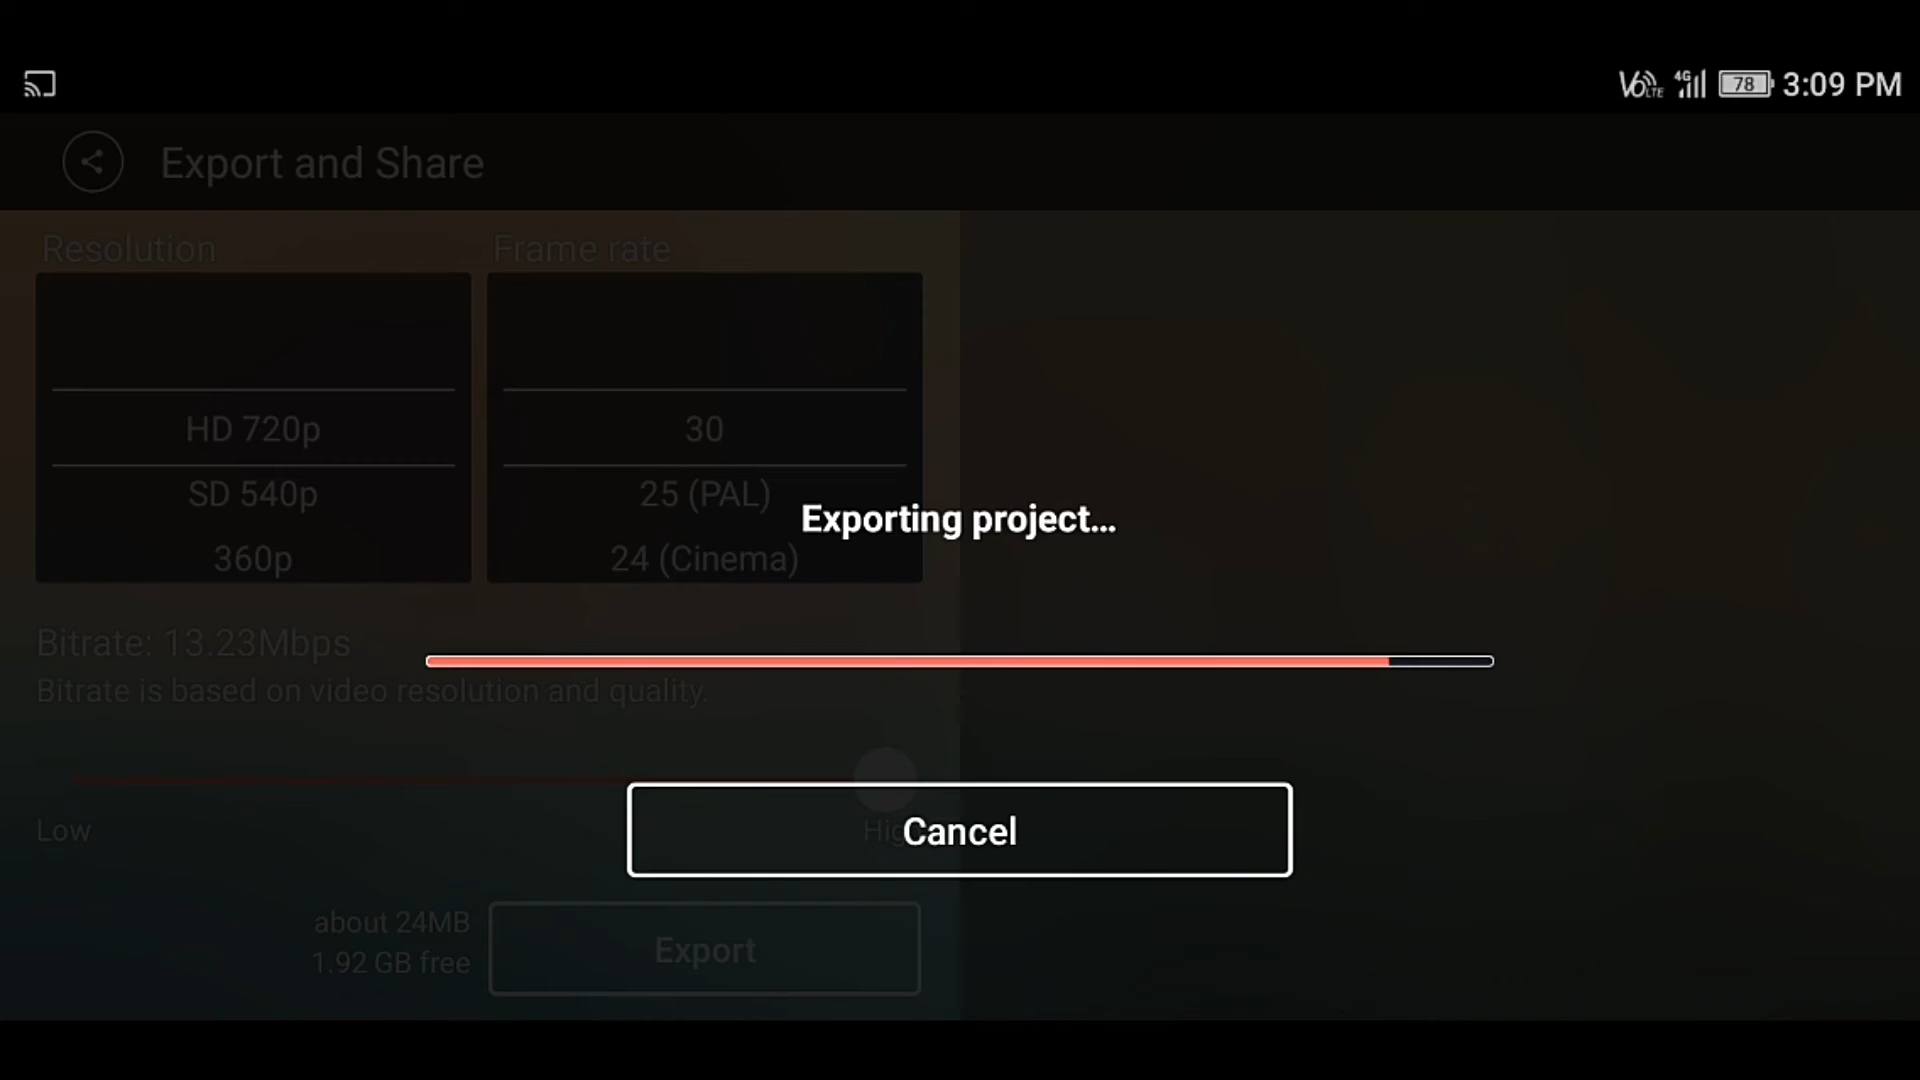 VoLTE 4G 78 3:09 PM
Export and Share
Resolution
Frame rate
HD 720p
SD 540p
360p
30
25 (PAL)
24 (Cinema)
Exporting project...
Bitrate: 13.23Mbps
Bitrate is based on video resolution and quality.
Low
Cancel
about 24MB
1.92 GB free
Export